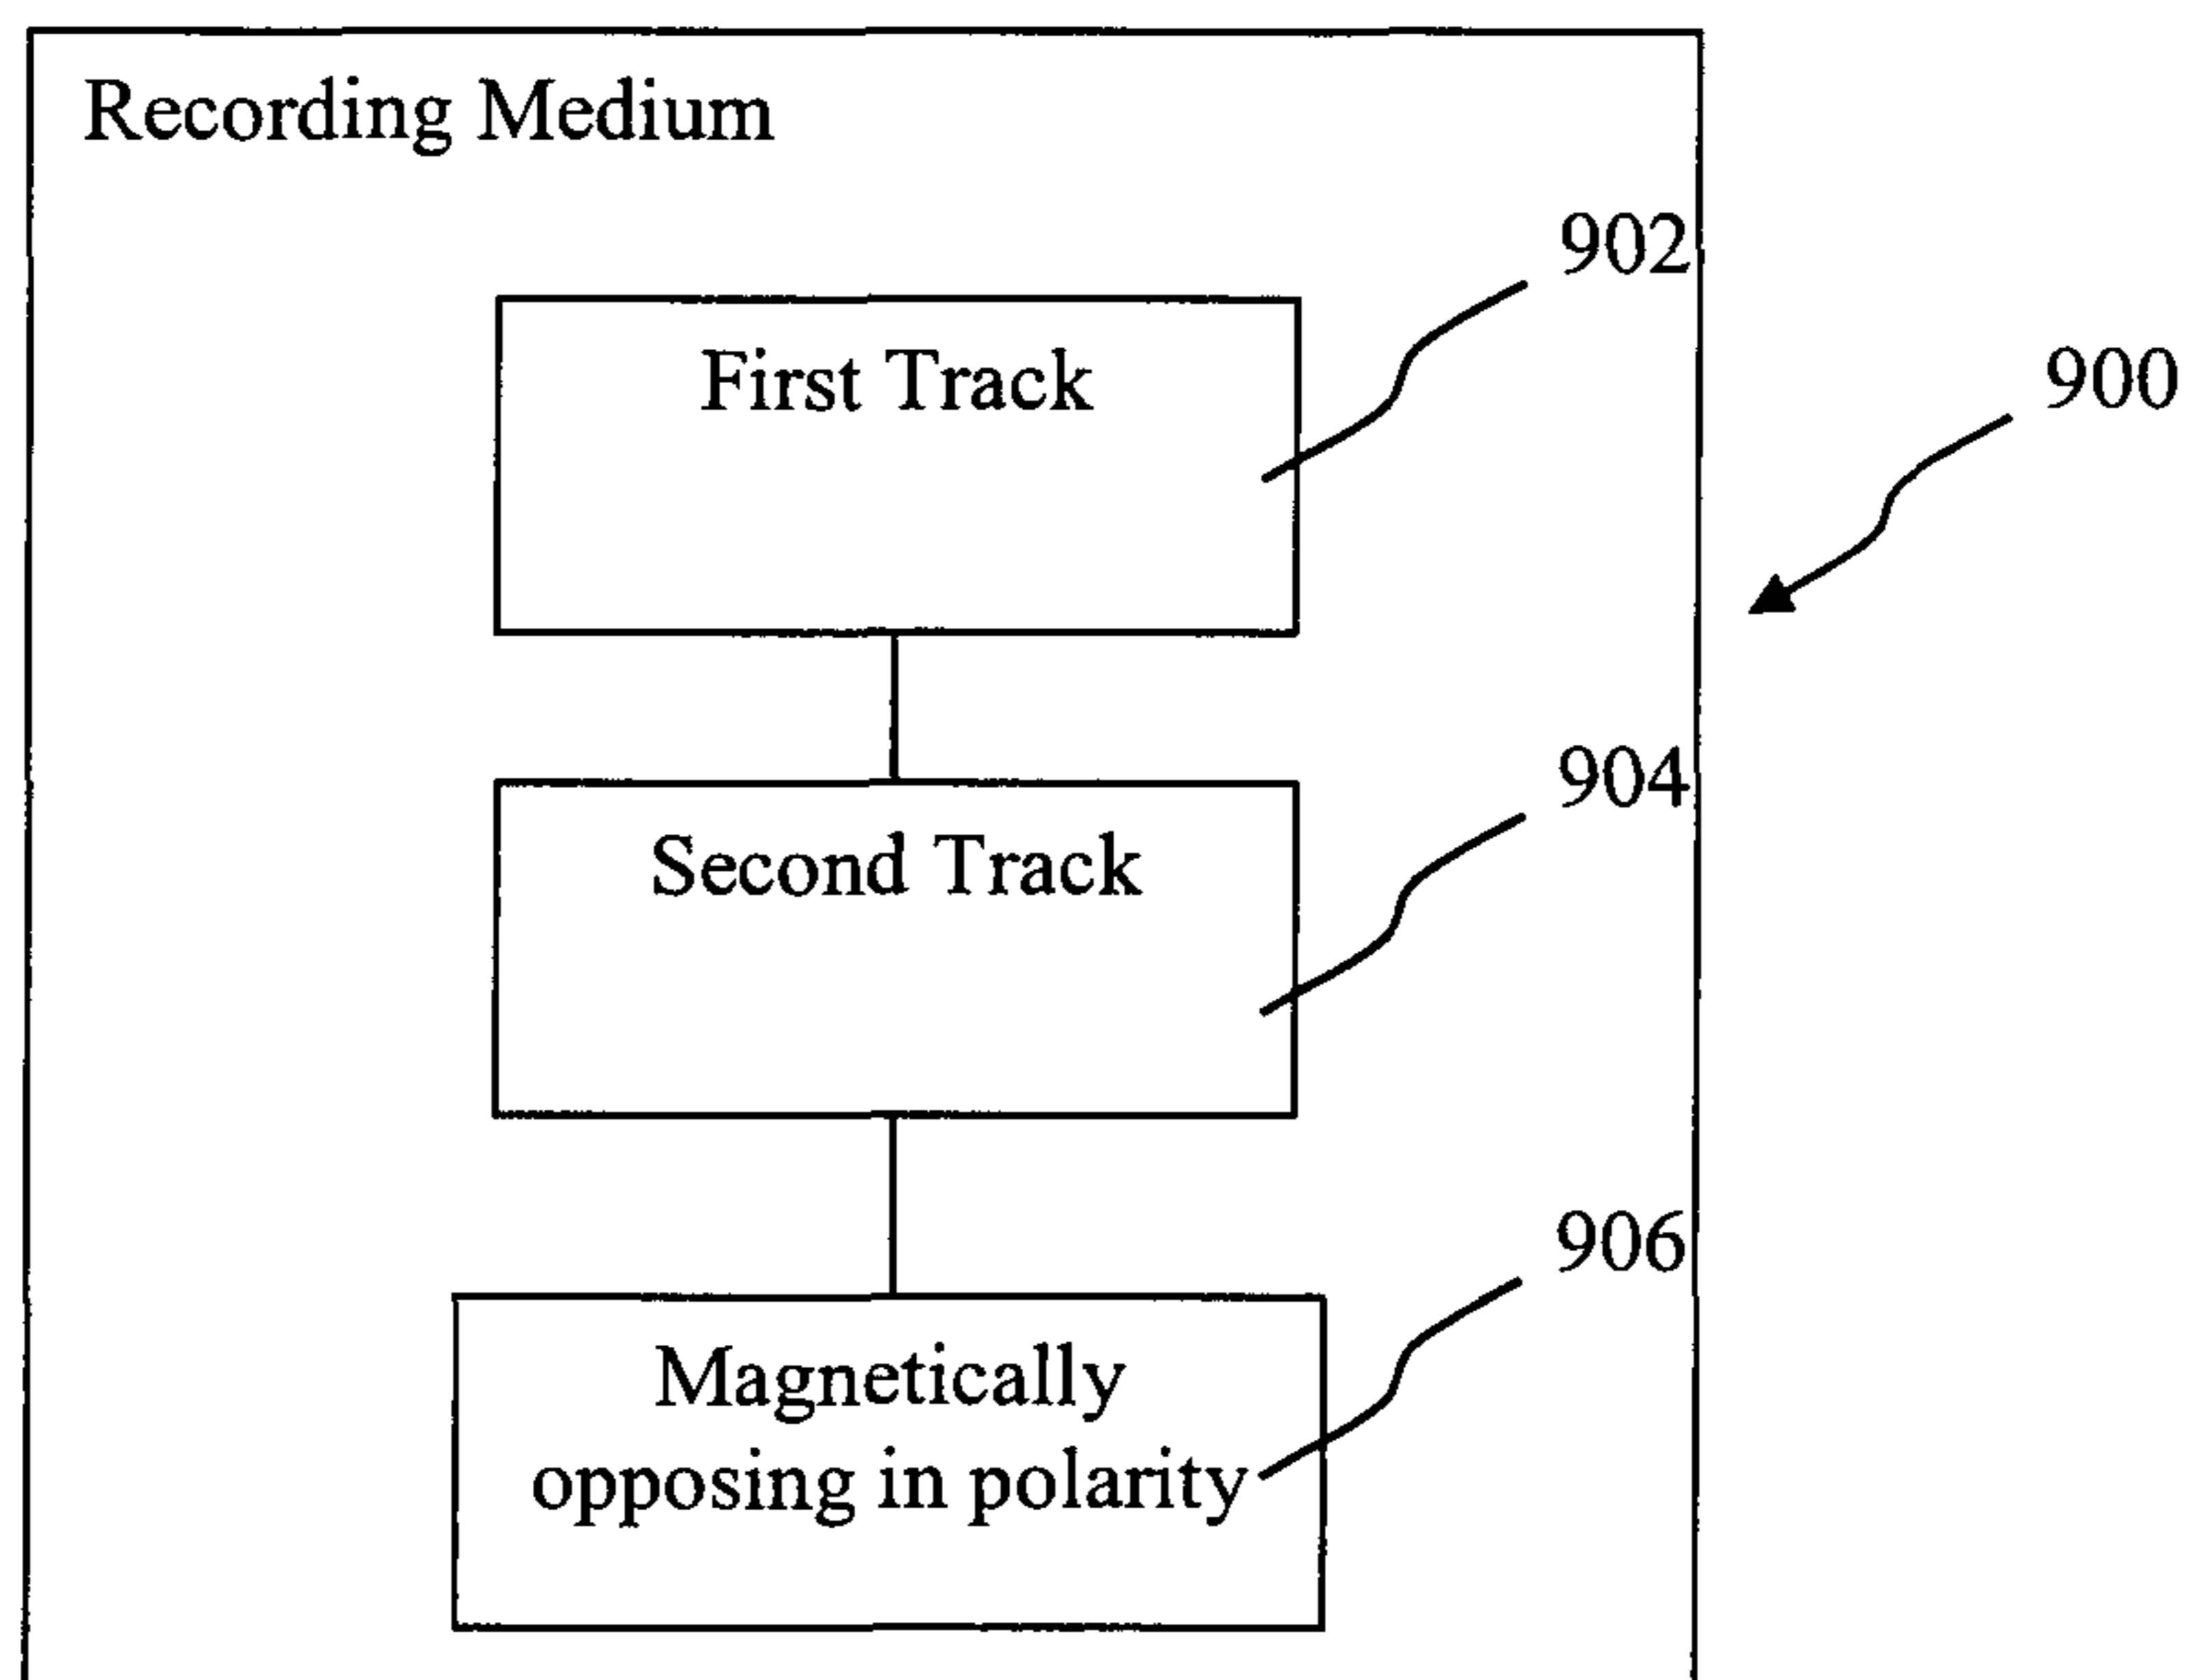 Recording Medium
902
First Track
900
904
Second Track
906
Magnetically
opposing in polarity